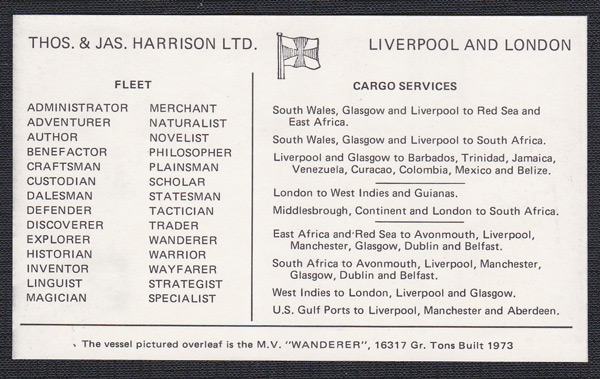 THOS. & JAS. HARRISON LTD.
LIVERPOOL AND LONDON
FLEET
ADMINISTRATOR
ADVENTURER
AUTHOR
BENEFACTOR
CRAFTSMAN
CUSTODIAN
DALESMAN
DEFENDER
DISCOVERER
EXPLORER
HISTORIAN
INVENTOR
LINGUIST
MAGICIAN
MERCHANT
NATURALIST
NOVELIST
PHILOSOPHER
PLAINSMAN
SCHOLAR
STATESMAN
TACTICIAN
TRADER
WANDERER
WARRIOR
WAYFARER
STRATEGIST
SPECIALIST
CARGO SERVICES
South Wales, Glasgow and Liverpool to Red Sea and
East Africa.
South Wales, Glasgow and Liverpool to South Africa.
Liverpool and Glasgow to Barbados, Trinidad, Jamaica,
Venezuela, Curacao, Colombia, Mexico and Belize.
London to West Indies and Guianas.
Middlesbrough, Continent and London to South Africa.
East Africa and Red Sea to Avonmouth, Liverpool,
Manchester, Glasgow, Dublin and Belfast.
South Africa to Avonmouth, Liverpool, Manchester,
Glasgow, Dublin and Belfast.
West Indies to London, Liverpool and Glasgow.
U.S. Gulf Ports to Liverpool, Manchester and Aberdeen.
The vessel pictured overleaf is the M.V. "WANDERER", 16317 Gr. Tons Built 1973